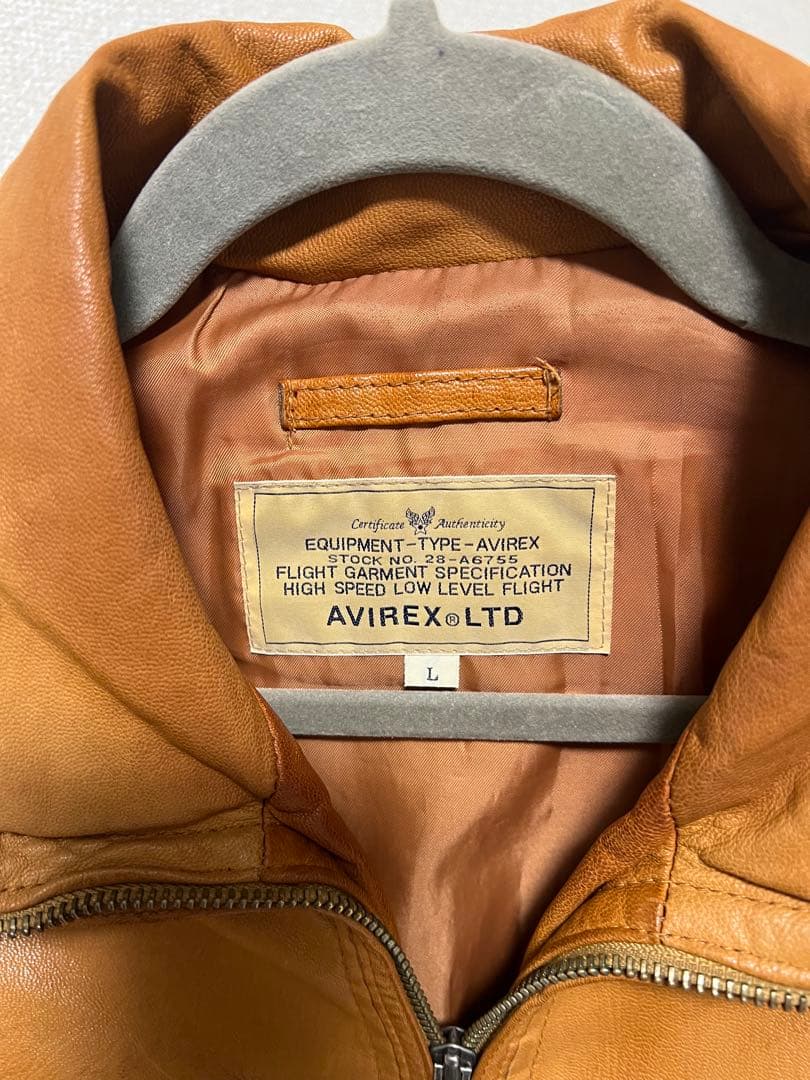 Certificate Authenticity
EQUIPMENT-TYPE-AVIREX
STOCK NO. 28-A6755
FLIGHT GARMENT SPECIFICATION
HIGH SPEED LOW LEVEL FLIGHT
AVIREX® LTD
L